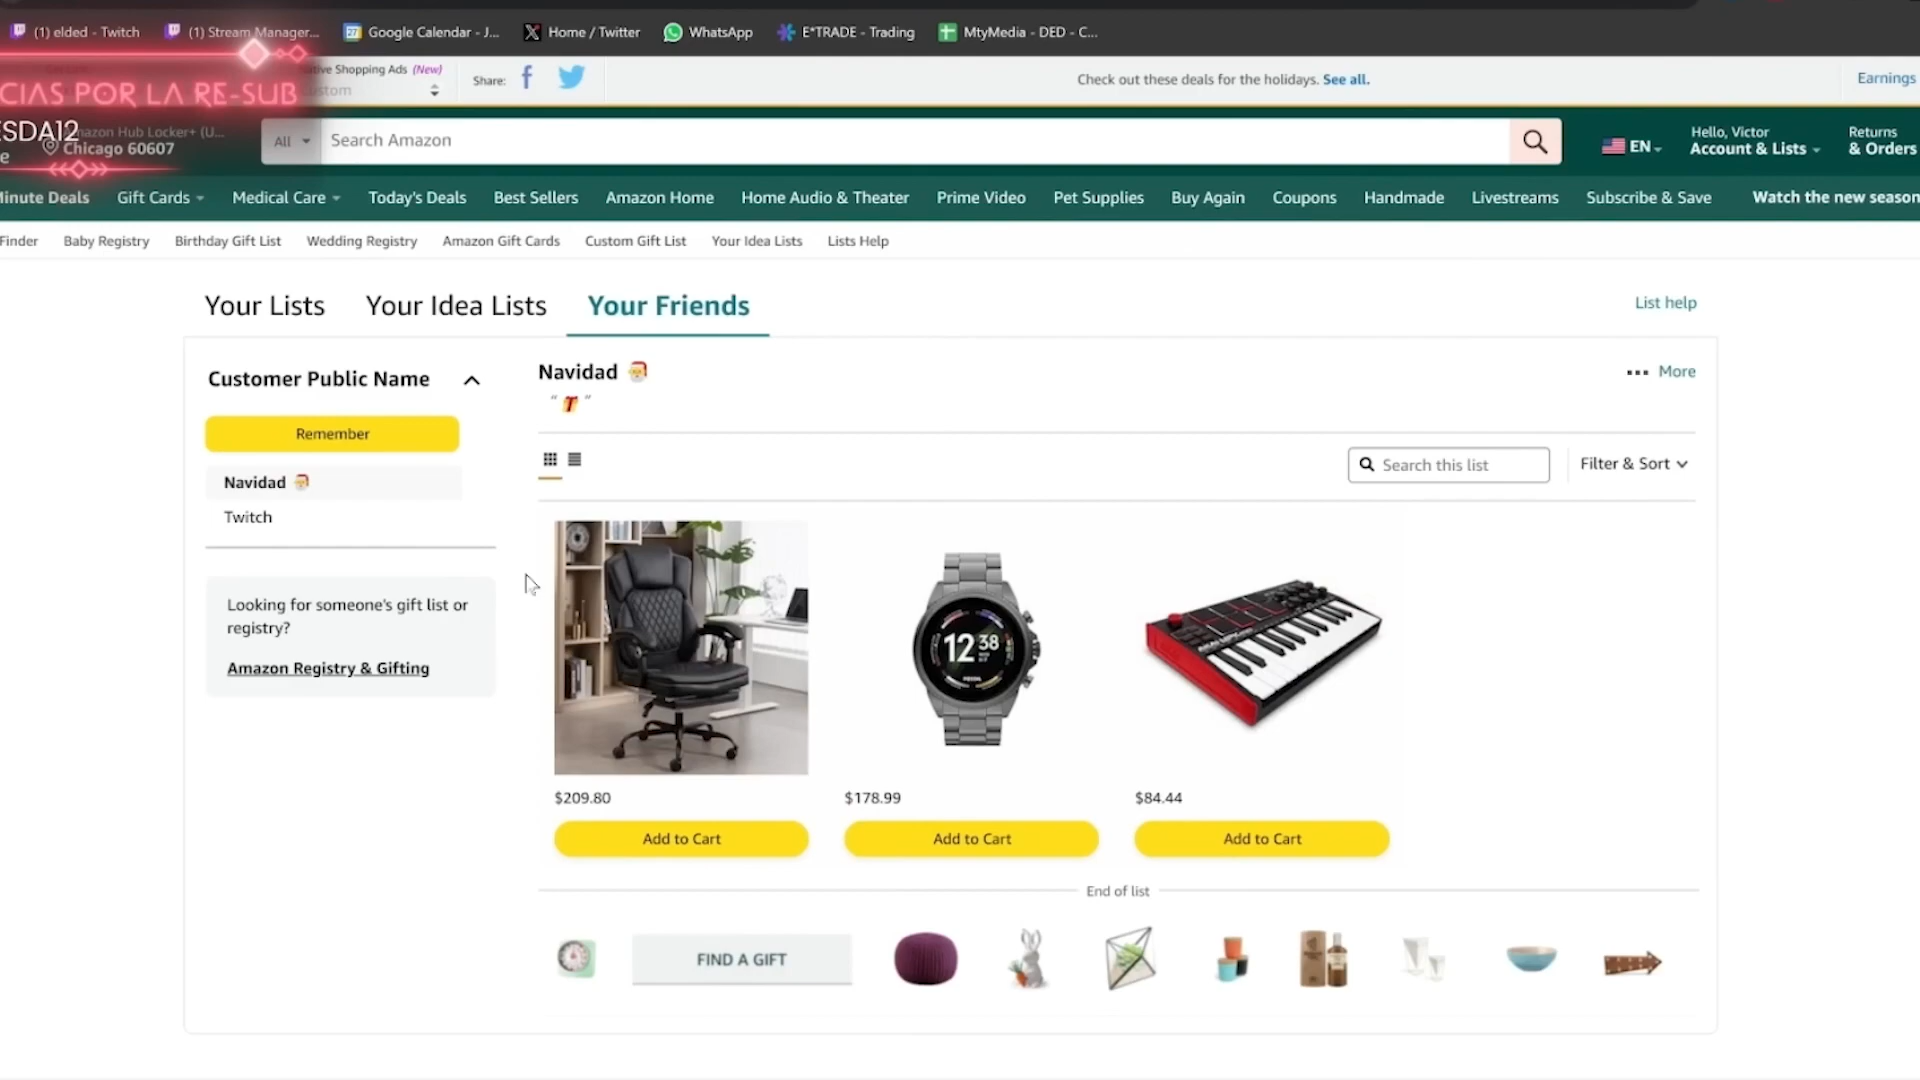 (1) elded - Twitch
(1) Stream Manager...
Google Calendar - J...
Home / Twitter
WhatsApp
E*TRADE - Trading
MtyMedia - DED - C...
Shopping Ads (New)
Share:
Check out these deals for the holidays. See all.
Earnings
CIAS POR LA RE-SUB
ESDA12
Hub Locker+ (U...
Chicago 60607
All
Search Amazon
EN
Hello, Victor
Account & Lists
Returns
& Orders
Minute Deals
Gift Cards
Medical Care
Today's Deals
Best Sellers
Amazon Home
Home Audio & Theater
Prime Video
Pet Supplies
Buy Again
Coupons
Handmade
Livestreams
Subscribe & Save
Watch the new season
Finder
Baby Registry
Birthday Gift List
Wedding Registry
Amazon Gift Cards
Custom Gift List
Your Idea Lists
Lists Help
Your Lists
Your Idea Lists
Your Friends
List help
Customer Public Name
Remember
Navidad 🎅
Twitch
Looking for someone's gift list or
registry?
Amazon Registry & Gifting
Navidad 🎅
"🎁"
More
Search this list
Filter & Sort
12 38
FOSSIL
$209.80
$178.99
$84.44
Add to Cart
Add to Cart
Add to Cart
End of list
FIND A GIFT